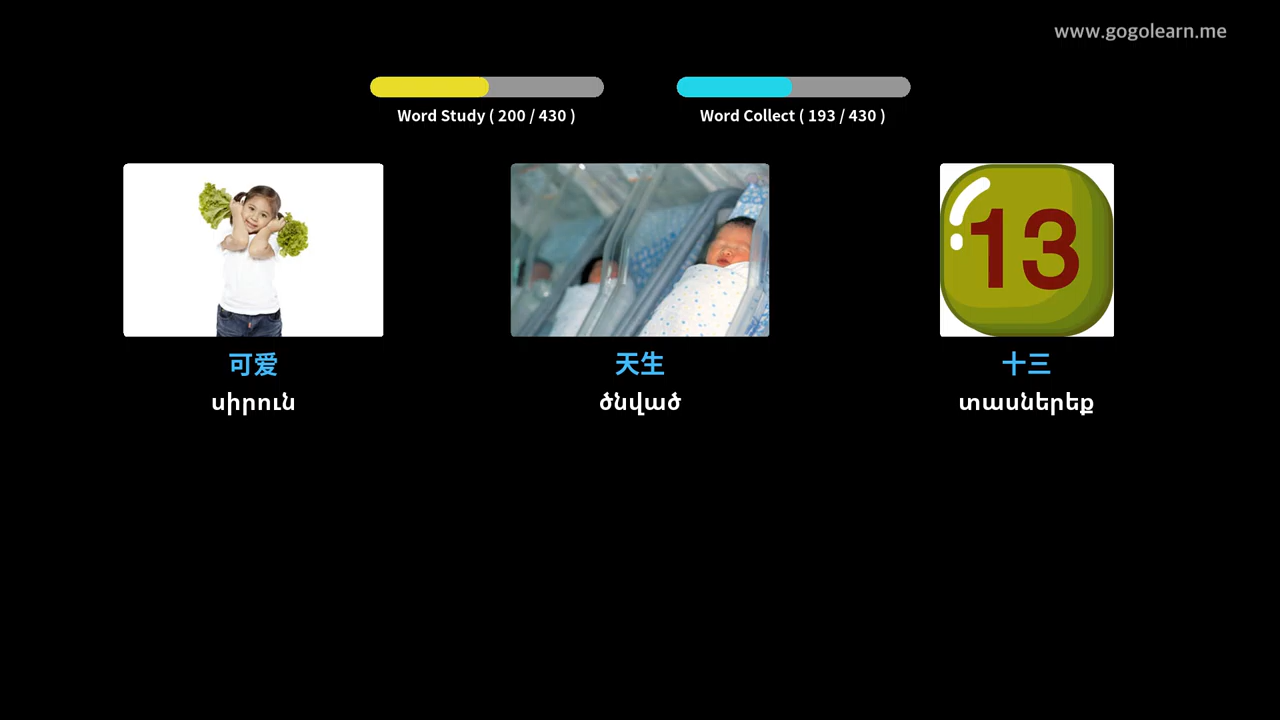 www.gogolearn.me
Word Study ( 200 / 430 )
Word Collect ( 193 / 430 )
13
可爱
天生
十三
սիրուն
ծնված
տասներեք